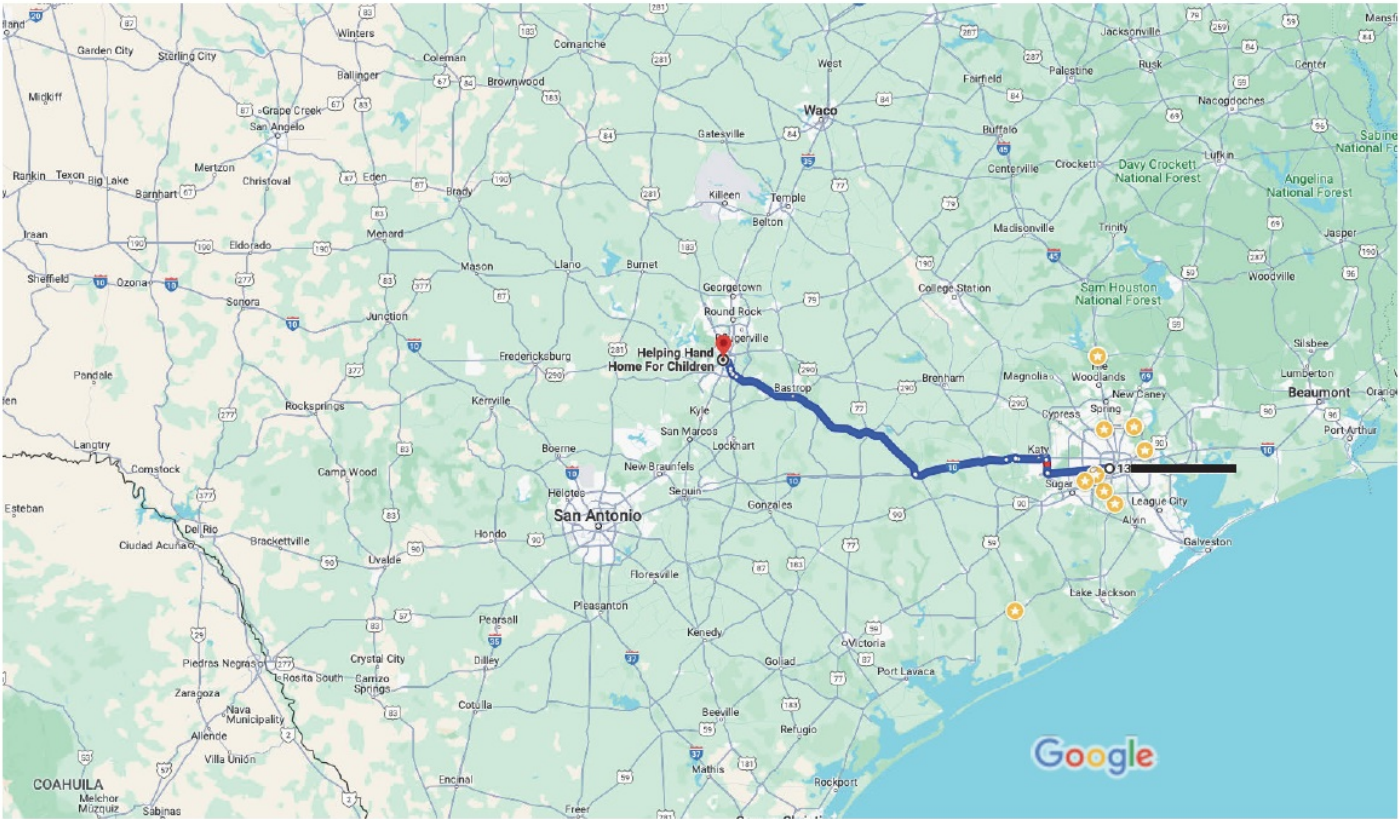 Mansfi
Garden City
Sterling City
Winters
Coleman
Comanche
West
Jacksonville
Fairfield
Palestine
Rusk
Center
Ballinger
Brownwood
Midkiff
Grape Creek
San Angelo
Waco
Nacogdoches
Gatesville
Buffalo
Sabine
National Fo
Mertzon
Centerville
Crockett
Davy Crockett
National Forest
Lufkin
Rankin
Texon
Big Lake
Christoval
Eden
Barnhart
Brady
Killeen
Temple
Angelina
National Forest
Belton
Iraan
Menard
Madisonville
Trinity
Jasper
Eldorado
Sheffield
Ozona
Mason
Llano
Burnet
Woodville
Sonora
Georgetown
College Station
Sam Houston
National Forest
Junction
Round Rock
Helping Hand
Home For Children
Fredericksburg
Silsbee
Pandale
Magnolia
Woodlands
Lumberton
Bastrop
Brenham
New Caney
Beaumont
Orange
Rocksprings
Kerrville
Kyle
Cypress
Spring
Port Arthur
Langtry
San Marcos
Lockhart
Boerne
Katy
Comstock
Camp Wood
New Braunfels
13
Helotes
Seguin
Sugar
Gonzales
League City
Esteban
San Antonio
Alvin
Del Rio
Ciudad Acuña
Brackettville
Hondo
Galveston
Uvalde
Floresville
Lake Jackson
Pleasanton
Pearsall
Kenedy
Victoria
Piedras Negras
Crystal City
Dilley
Goliad
Port Lavaca
Rosita South
Carrizo
Springs
Zaragoza
Cotulla
Nava
Municipality
Beeville
Allende
Refugio
Villa Unión
Google
Mathis
COAHUILA
Encinal
Rockport
Melchor
Múzquiz
Sabinas
Freer